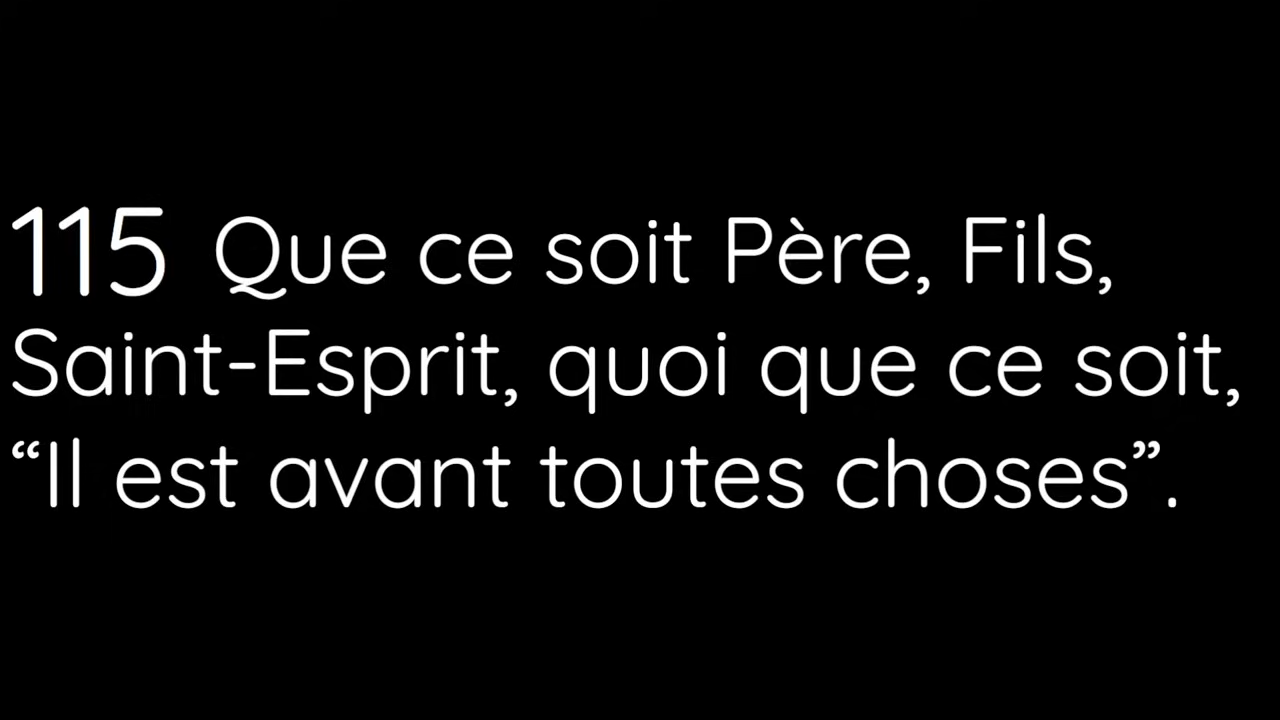 115 Que ce soit Père, Fils,
Saint-Esprit, quoi que ce soit,
“Il est avant toutes choses”.